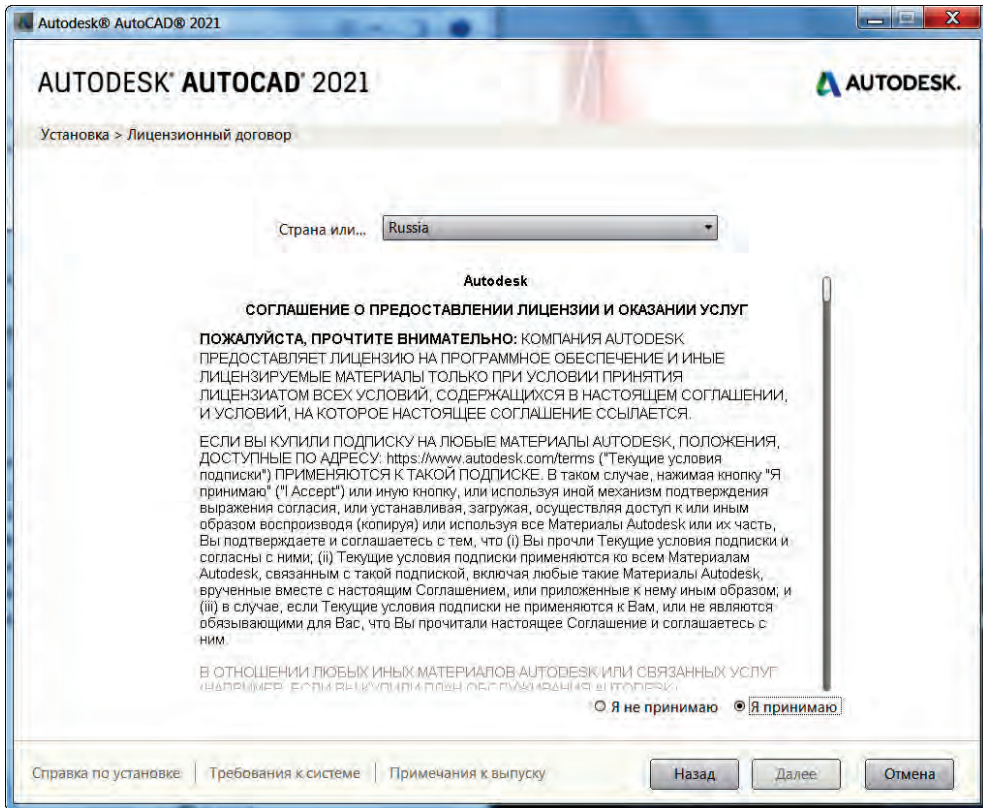 Autodesk® AutoCAD® 2021
AUTODESK® AUTOCAD® 2021
AUTODESK.
Установка > Лицензионный договор
Страна или... Russia
Autodesk
СОГЛАШЕНИЕ О ПРЕДОСТАВЛЕНИИ ЛИЦЕНЗИИ И ОКАЗАНИИ УСЛУГ
ПОЖАЛУЙСТА, ПРОЧТИТЕ ВНИМАТЕЛЬНО: КОМПАНИЯ AUTODESK
ПРЕДОСТАВЛЯЕТ ЛИЦЕНЗИЮ НА ПРОГРАММНОЕ ОБЕСПЕЧЕНИЕ И ИНЫЕ
ЛИЦЕНЗИРУЕМЫЕ МАТЕРИАЛЫ ТОЛЬКО ПРИ УСЛОВИИ ПРИНЯТИЯ
ЛИЦЕНЗИАТОМ ВСЕХ УСЛОВИЙ, СОДЕРЖАЩИХСЯ В НАСТОЯЩЕМ СОГЛАШЕНИИ,
И УСЛОВИЙ, НА КОТОРОЕ НАСТОЯЩЕЕ СОГЛАШЕНИЕ ССЫЛАЕТСЯ.
ЕСЛИ ВЫ КУПИЛИ ПОДПИСКУ НА ЛЮБЫЕ МАТЕРИАЛЫ AUTODESK, ПОЛОЖЕНИЯ,
ДОСТУПНЫЕ ПО АДРЕСУ: https://www.autodesk.com/terms ("Текущие условия
подписки") ПРИМЕНЯЮТСЯ К ТАКОЙ ПОДПИСКЕ. В таком случае, нажимая кнопку "Я
принимаю" ("I Accept") или иную кнопку, или используя иной механизм подтверждения
выражения согласия, или устанавливая, загружая, осуществляя доступ к или иным
образом воспроизводя (копируя) или используя все Материалы Autodesk или их часть,
Вы подтверждаете и соглашаетесь с тем, что (i) Вы прочли Текущие условия подписки и
согласны с ними; (ii) Текущие условия подписки применяются ко всем Материалам
Autodesk, связанным с такой подпиской, включая любые такие Материалы Autodesk,
врученные вместе с настоящим Соглашением, или приложенные к нему иным образом; и
(iii) в случае, если Текущие условия подписки не применяются к Вам, или не являются
обязывающими для Вас, что Вы прочитали настоящее Соглашение и соглашаетесь с
ним.
В ОТНОШЕНИИ ЛЮБЫХ ИНЫХ МАТЕРИАЛОВ AUTODESK ИЛИ СВЯЗАННЫХ УСЛУГ
(НАПРИМЕР, ЕСЛИ ВЫ КУПИЛИ ПЛАН ОБСЛУЖИВАНИЯ AUTODESK)
Я не принимаю Я принимаю
Справка по установке Требования к системе Примечания к выпуску Назад Далее Отмена